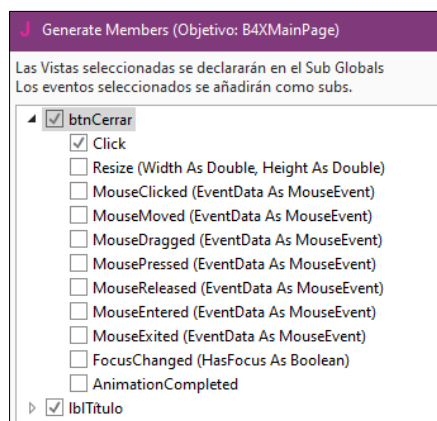 J Generate Members (Objetivo: B4XMainPage)
Las Vistas seleccionadas se declararán en el Sub Globals
Los eventos seleccionados se añadirán como subs.
btnCerrar
Click
Resize (Width As Double, Height As Double)
MouseClicked (EventData As MouseEvent)
MouseMoved (EventData As MouseEvent)
MouseDragged (EventData As MouseEvent)
MousePressed (EventData As MouseEvent)
MouseReleased (EventData As MouseEvent)
MouseEntered (EventData As MouseEvent)
MouseExited (EventData As MouseEvent)
FocusChanged (HasFocus As Boolean)
AnimationCompleted
lblTítulo